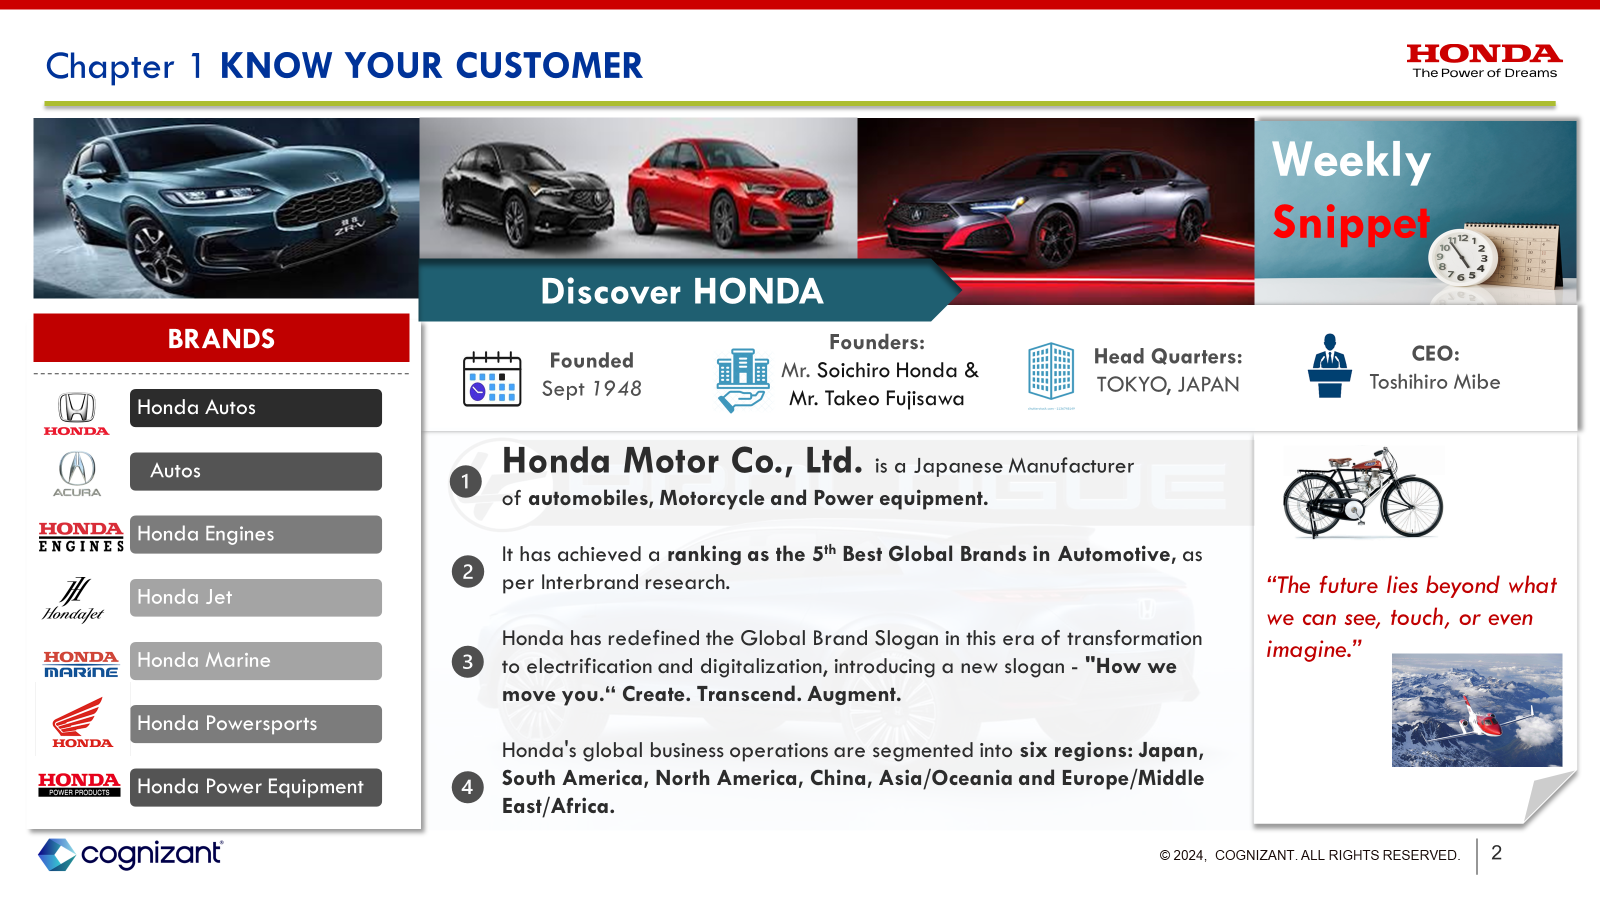 Chapter 1 KNOW YOUR CUSTOMER
HONDA
The Power of Dreams
ZR-V
Weekly
Snippet
Discover HONDA
BRANDS
HONDA
Honda Autos
ACURA
Autos
HONDA
ENGINES
Honda Engines
HondaJet
Honda Jet
HONDA
MARINE
Honda Marine
HONDA
Honda Powersports
HONDA
POWER PRODUCTS
Honda Power Equipment
Founded
Sept 1948
Founders:
Mr. Soichiro Honda &
Mr. Takeo Fujisawa
Head Quarters:
TOKYO, JAPAN
CEO:
Toshihiro Mibe
1
Honda Motor Co., Ltd. is a Japanese Manufacturer
of automobiles, Motorcycle and Power equipment.
2
It has achieved a ranking as the 5th Best Global Brands in Automotive, as
per Interbrand research.
3
Honda has redefined the Global Brand Slogan in this era of transformation
to electrification and digitalization, introducing a new slogan - "How we
move you.“ Create. Transcend. Augment.
4
Honda's global business operations are segmented into six regions: Japan,
South America, North America, China, Asia/Oceania and Europe/Middle
East/Africa.
“The future lies beyond what
we can see, touch, or even
imagine.”
cognizant
© 2024, COGNIZANT. ALL RIGHTS RESERVED.
2